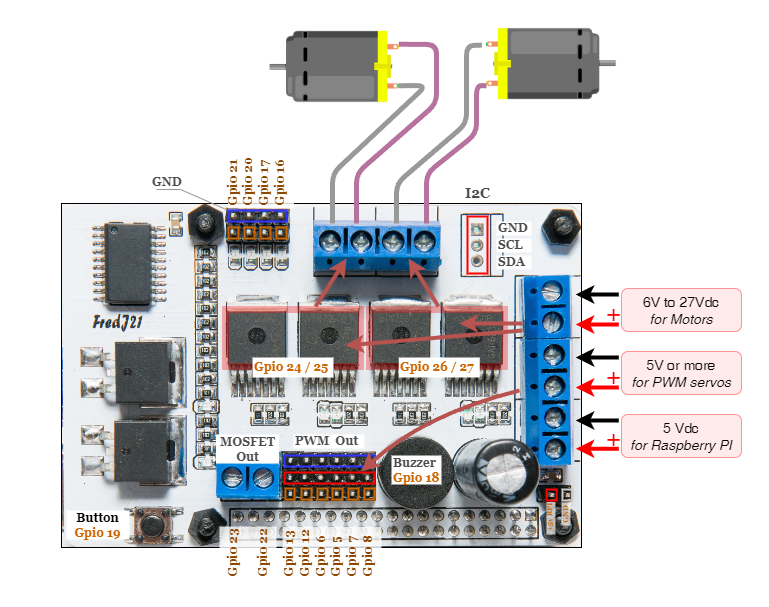 Gpio 21
Gpio 20
Gpio 17
Gpio 16
GND
I2C
GND
SCL
SDA
6V to 27Vdc
for Motors
FredJ21
Gpio 24 / 25
Gpio 26 / 27
5V or more
for PWM servos
5 Vdc
for Raspberry PI
MOSFET
Out
PWM Out
Buzzer
Gpio 18
Button
Gpio 19
Gpio 23
Gpio 22
Gpio 13
Gpio 12
Gpio 6
Gpio 5
Gpio 7
Gpio 8